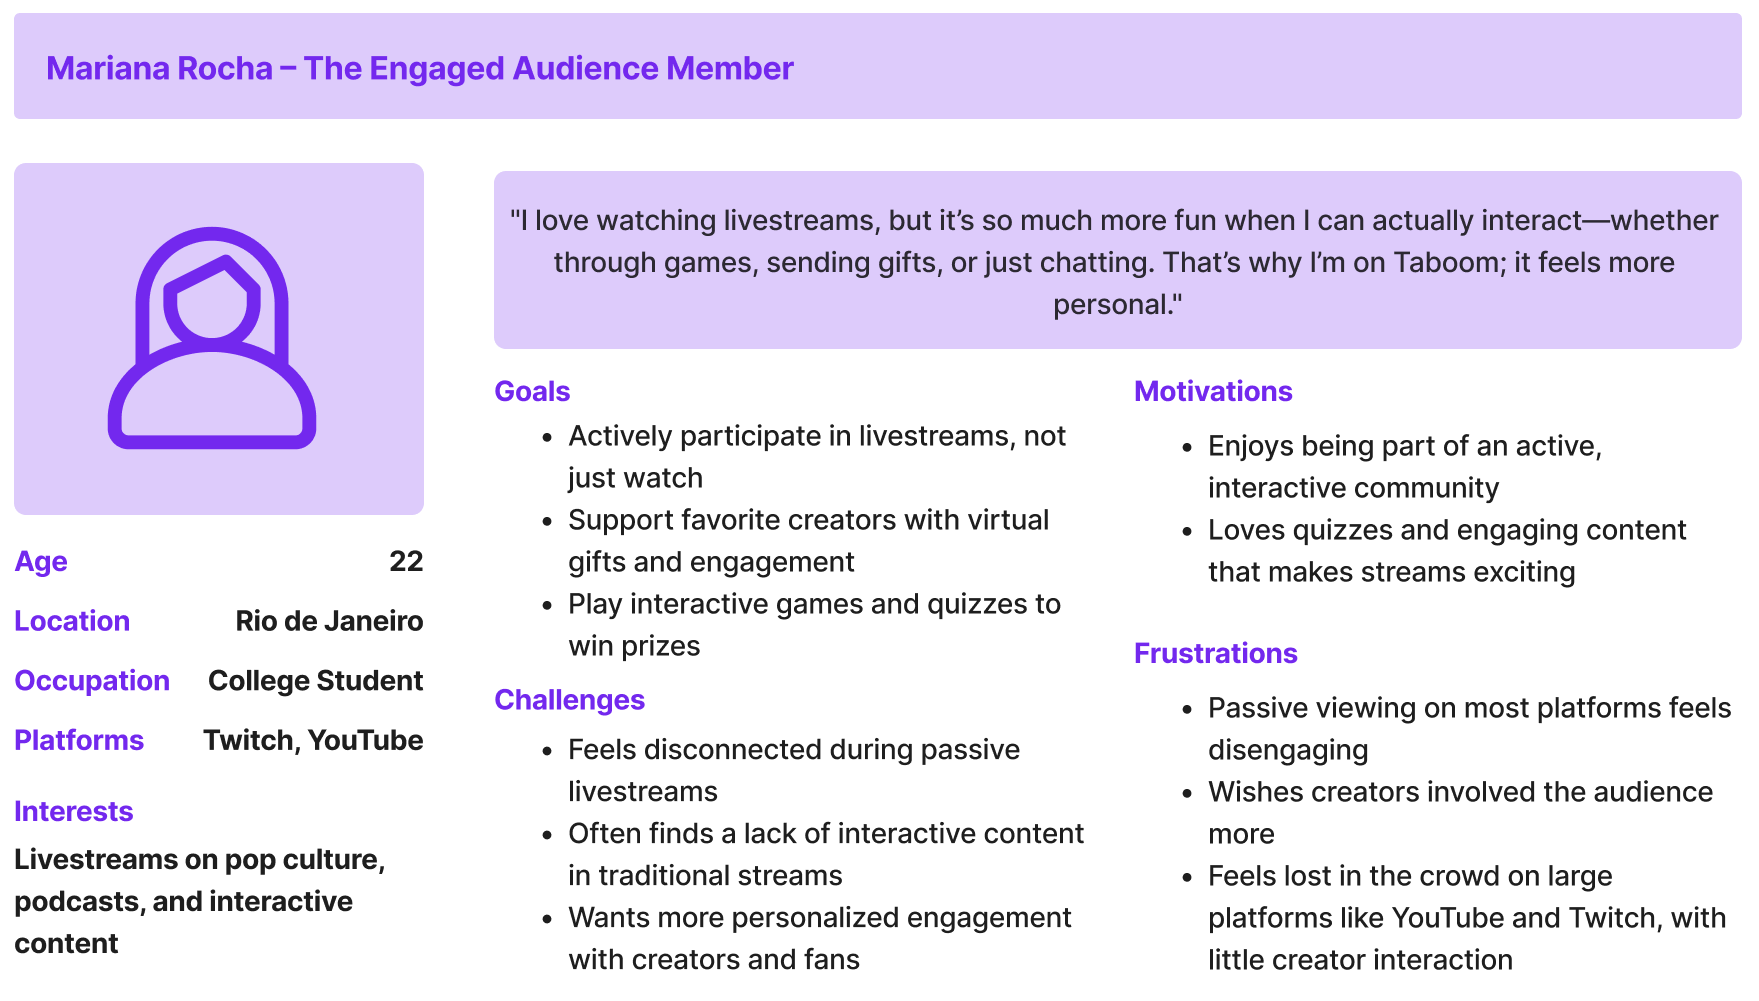 Mariana Rocha – The Engaged Audience Member
"I love watching livestreams, but it’s so much more fun when I can actually interact—whether
through games, sending gifts, or just chatting. That’s why I’m on Taboom; it feels more
personal."
Age 22
Location Rio de Janeiro
Occupation College Student
Platforms Twitch, YouTube
Interests
Livestreams on pop culture,
podcasts, and interactive
content
Goals
• Actively participate in livestreams, not
just watch
• Support favorite creators with virtual
gifts and engagement
• Play interactive games and quizzes to
win prizes
Challenges
• Feels disconnected during passive
livestreams
• Often finds a lack of interactive content
in traditional streams
• Wants more personalized engagement
with creators and fans
Motivations
• Enjoys being part of an active,
interactive community
• Loves quizzes and engaging content
that makes streams exciting
Frustrations
• Passive viewing on most platforms feels
disengaging
• Wishes creators involved the audience
more
• Feels lost in the crowd on large
platforms like YouTube and Twitch, with
little creator interaction